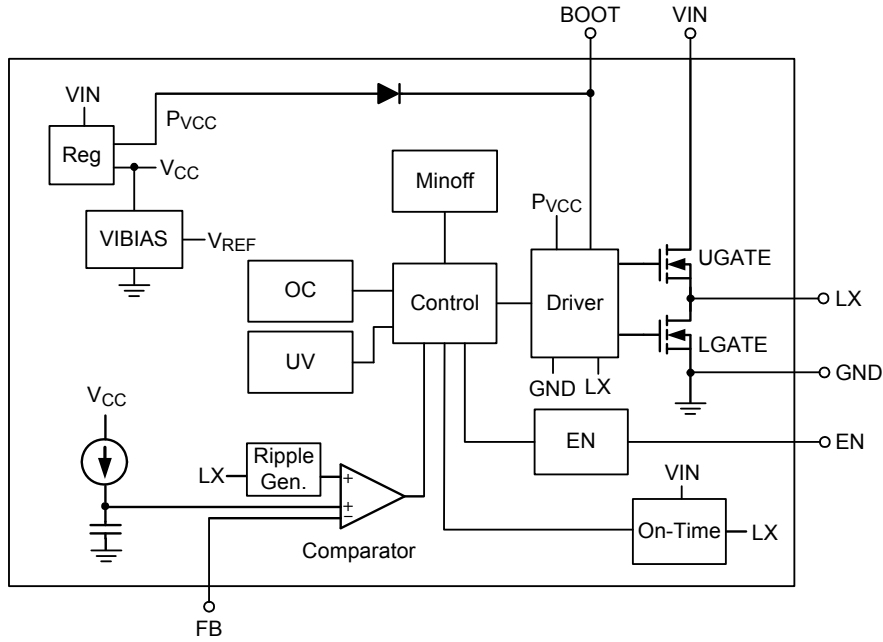 BOOT VIN
VIN
PVCC
Reg
VCC
Minoff
PVCC
VIBIAS
VREF
UGATE
OC
Control
Driver
LX
UV
LGATE
GND LX
GND
VCC
EN
EN
LX
Ripple
Gen.
+
+
−
VIN
On-Time
LX
Comparator
FB